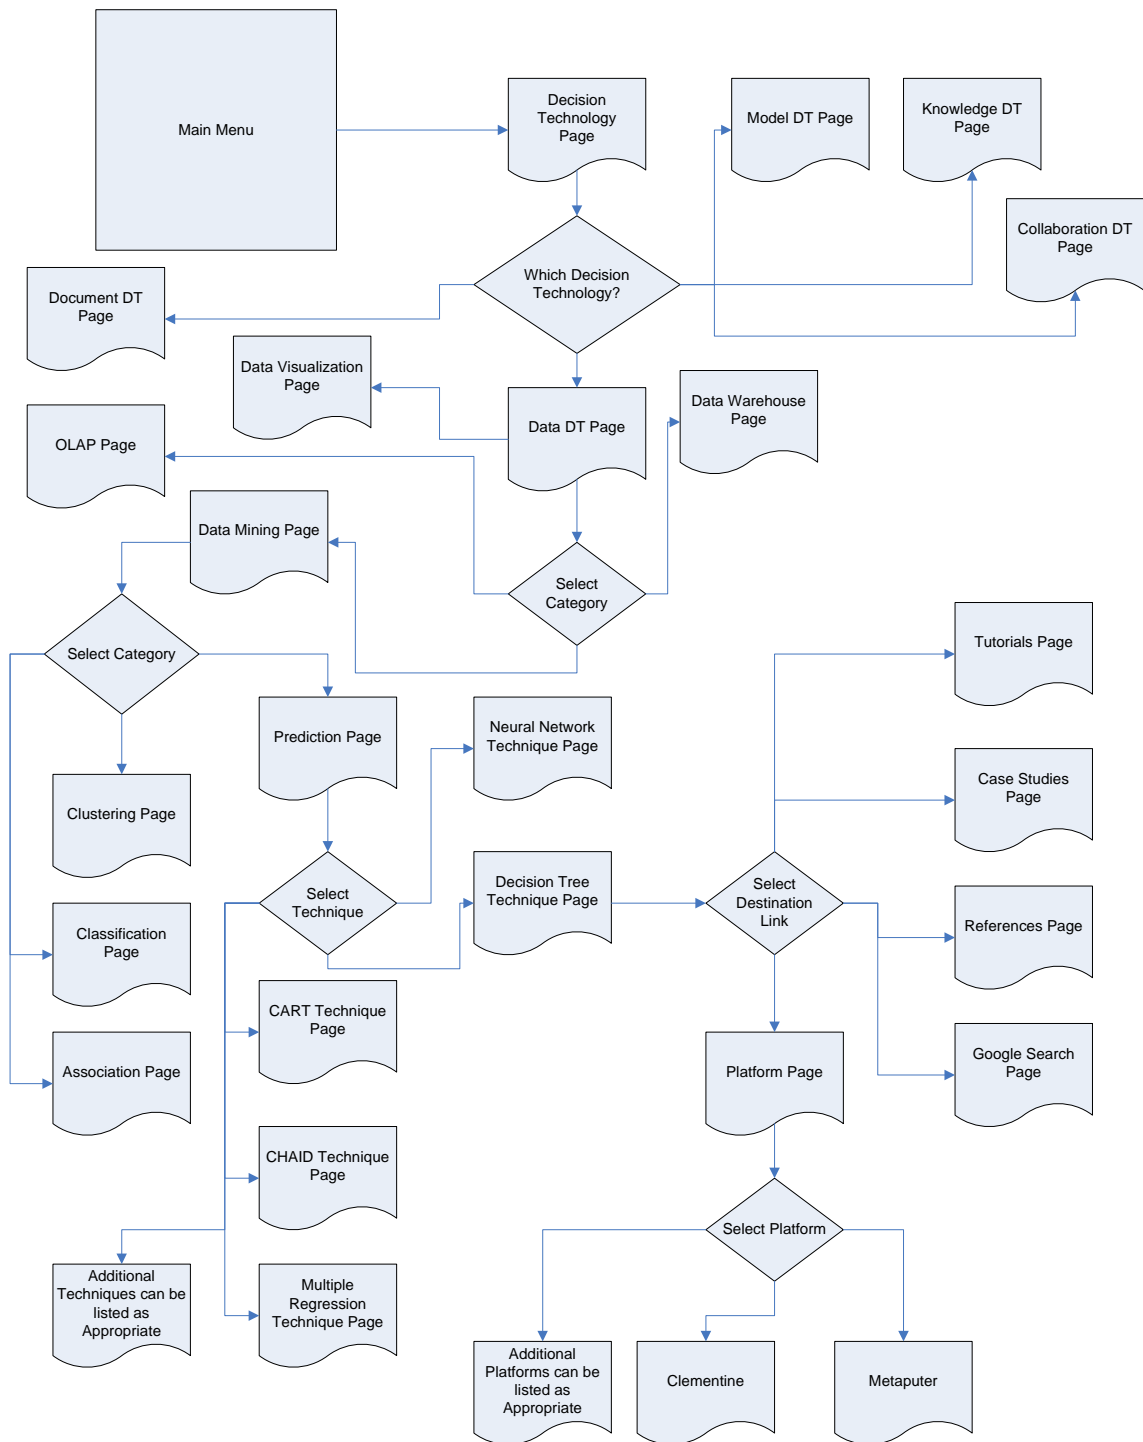 Main Menu
Decision
Technology
Page
Model DT Page
Knowledge DT
Page
Collaboration DT
Page
Which Decision
Technology?
Document DT
Page
Data Visualization
Page
Data DT Page
Data Warehouse
Page
OLAP Page
Data Mining Page
Select
Category
Select Category
Tutorials Page
Prediction Page
Neural Network
Technique Page
Case Studies
Page
Clustering Page
Select
Technique
Decision Tree
Technique Page
Select
Destination
Link
References Page
Classification
Page
CART Technique
Page
Platform Page
Google Search
Page
Association Page
CHAID Technique
Page
Select Platform
Additional
Techniques can be
listed as
Appropriate
Multiple
Regression
Technique Page
Additional
Platforms can be
listed as
Appropriate
Clementine
Metaputer